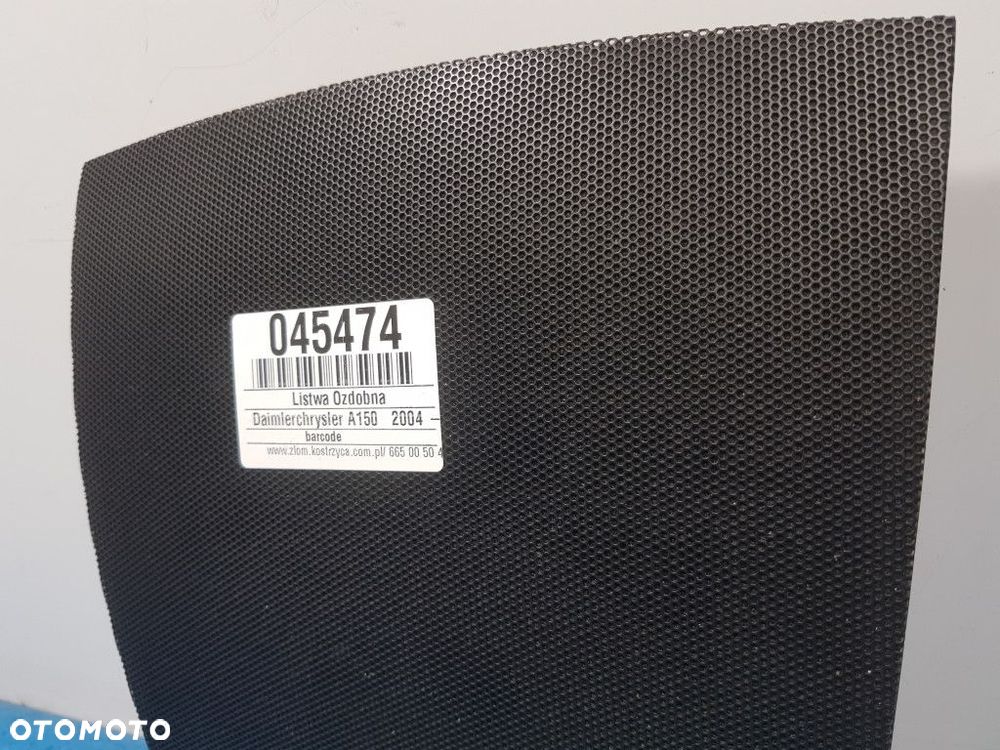 045474
Listwa Ozdobna
Daimlerchrysler A150 2004 -
barcode
www.zlom.kostrzyca.com.pl/ 665 00 50 4
OTOMOTO